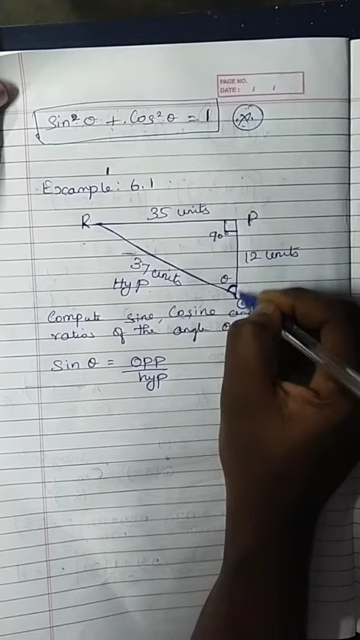 PAGE NO.
DATE: / /
Sin²θ + Cos²θ = 1
Example: 6.1
R 35 units P
90
12 units
37 units
Hyp
θ
Compute sine, Cosine
ratios of the angle θ
Sin θ = opp
hyp